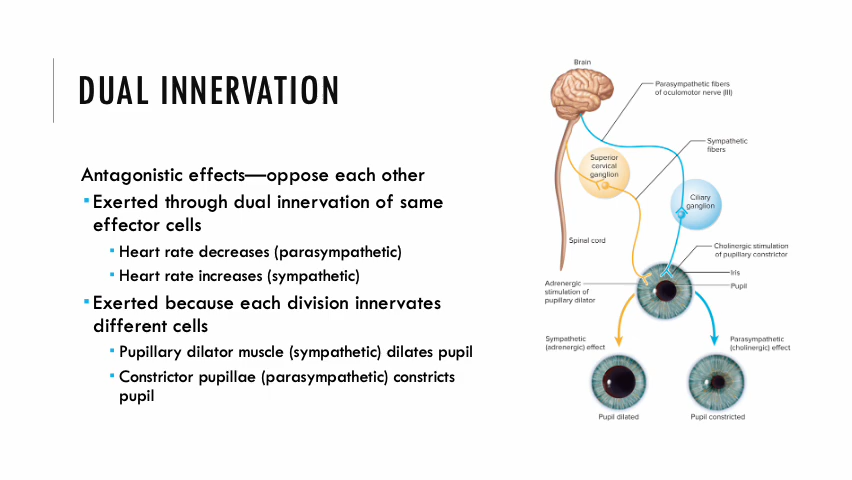 DUAL INNERVATION
Antagonistic effects—oppose each other
▪Exerted through dual innervation of same
effector cells
▪ Heart rate decreases (parasympathetic)
▪ Heart rate increases (sympathetic)
▪Exerted because each division innervates
different cells
▪ Pupillary dilator muscle (sympathetic) dilates pupil
▪ Constrictor pupillae (parasympathetic) constricts
pupil
Brain
Parasympathetic fibers
of oculomotor nerve (III)
Sympathetic
fibers
Superior
cervical
ganglion
Ciliary
ganglion
Spinal cord
Cholinergic stimulation
of pupillary constrictor
Iris
Pupil
Adrenergic
stimulation of
pupillary dilator
Sympathetic
(adrenergic) effect
Parasympathetic
(cholinergic) effect
Pupil dilated
Pupil constricted